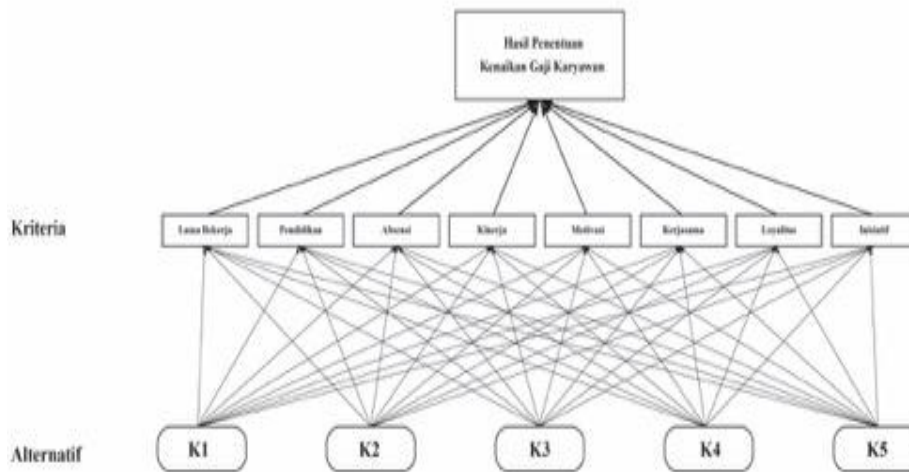 Hasil Penentuan
Kenaikan Gaji Karyawan
Kriteria
Lama Bekerja
Pendidikan
Absensi
Kinerja
Motivasi
Kerjasama
Loyalitas
Inisiatif
Alternatif
K1
K2
K3
K4
K5